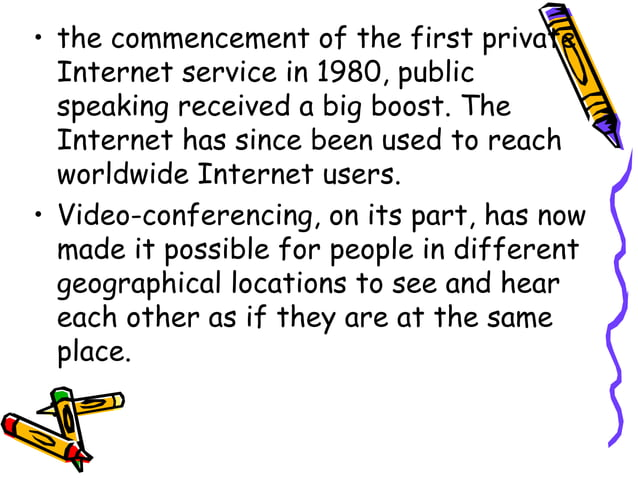 • the commencement of the first private
Internet service in 1980, public
speaking received a big boost. The
Internet has since been used to reach
worldwide Internet users.
• Video-conferencing, on its part, has now
made it possible for people in different
geographical locations to see and hear
each other as if they are at the same
place.